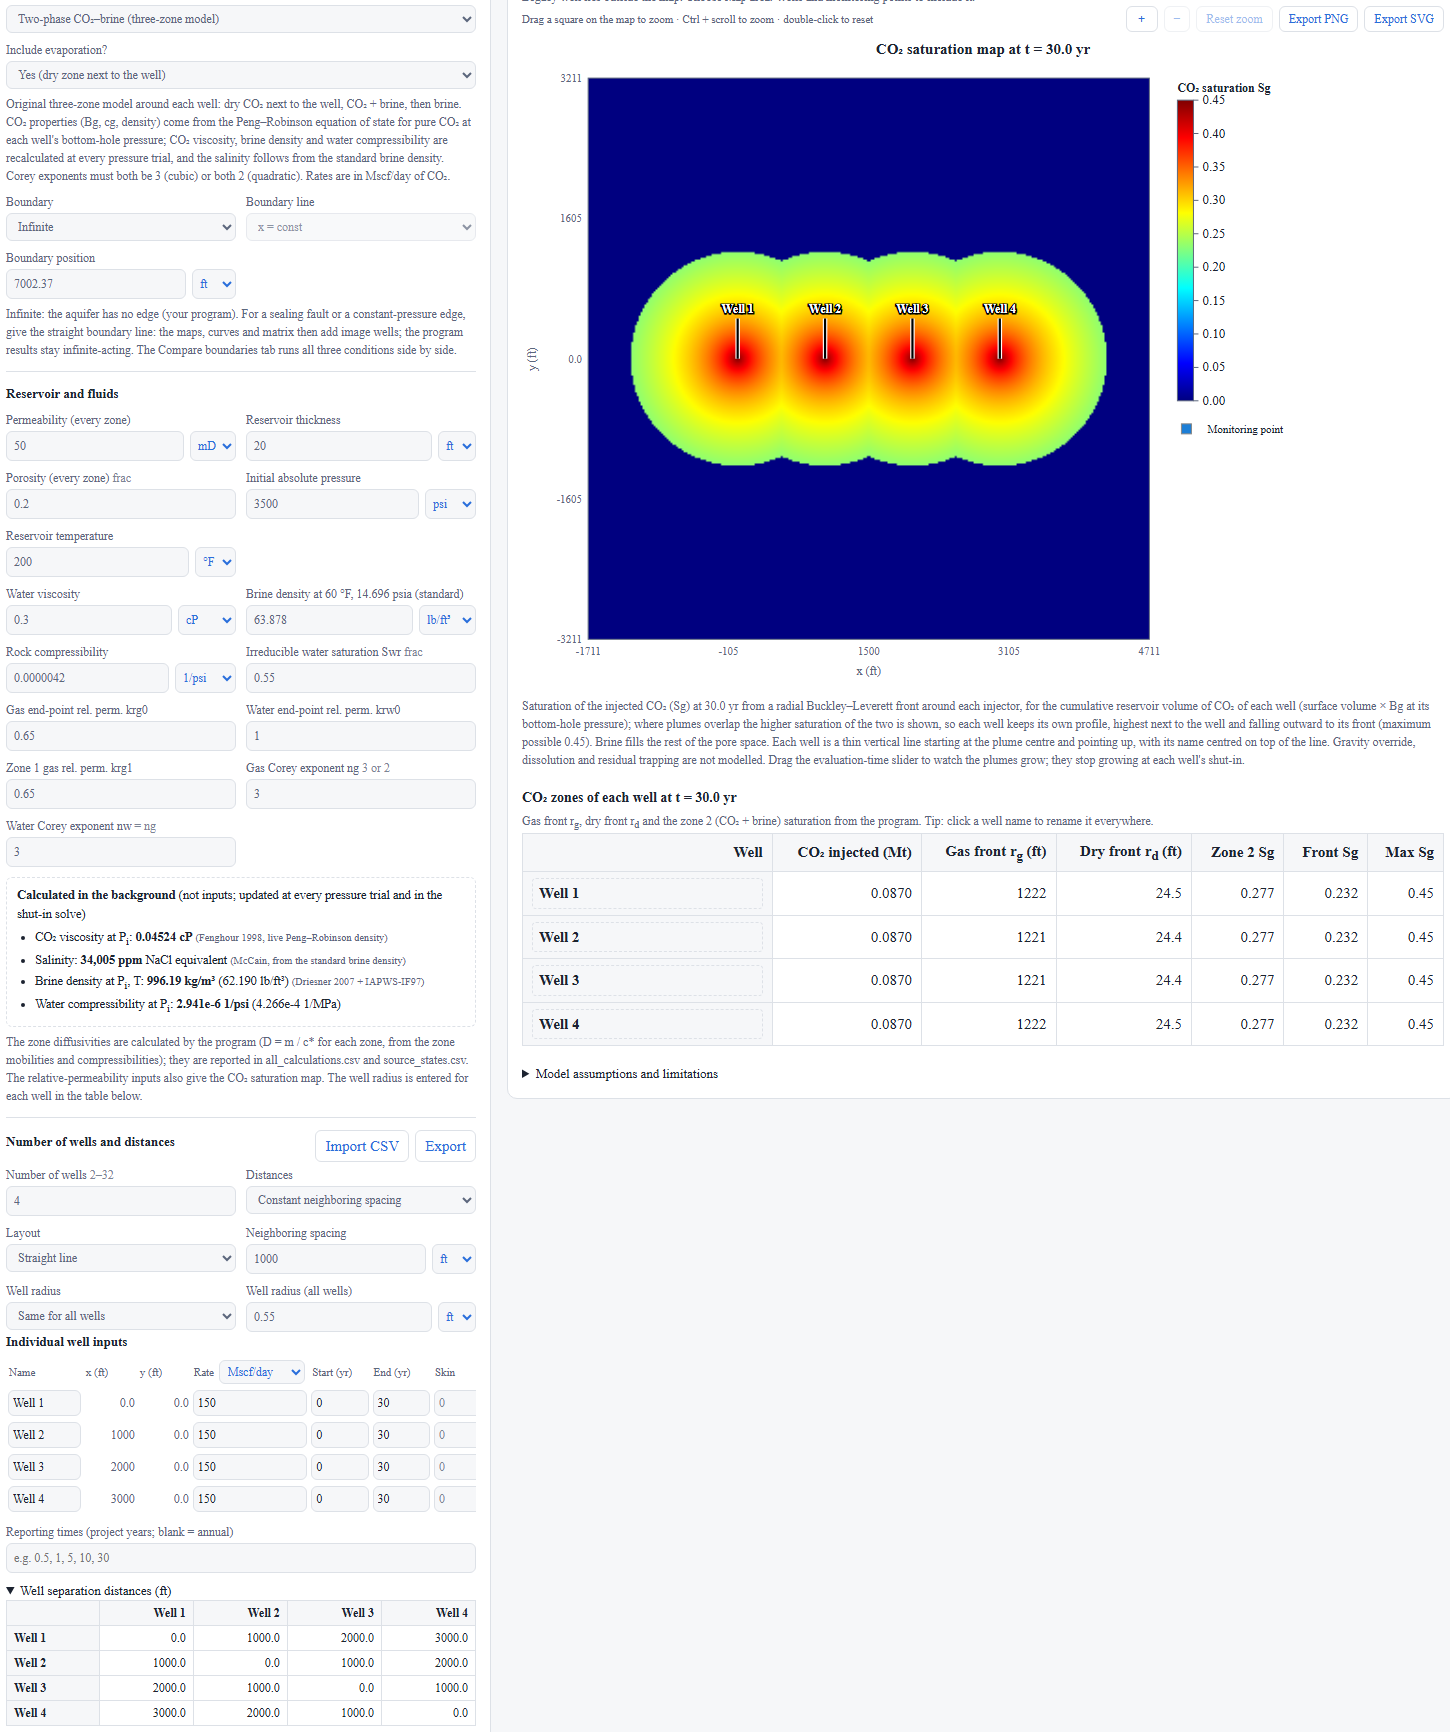 Two-phase CO₂–brine (three-zone model)
Include evaporation?
Yes (dry zone next to the well)
Original three-zone model around each well: dry CO₂ next to the well, CO₂ + brine, then brine.
CO₂ properties (Bg, cg, density) come from the Peng–Robinson equation of state for pure CO₂ at
each well's bottom-hole pressure; CO₂ viscosity, brine density and water compressibility are
recalculated at every pressure trial, and the salinity follows from the standard brine density.
Corey exponents must both be 3 (cubic) or both 2 (quadratic). Rates are in Mscf/day of CO₂.
Boundary
Boundary line
Infinite
x = const
Boundary position
7002.37
ft
Infinite: the aquifer has no edge (your program). For a sealing fault or a constant-pressure edge,
give the straight boundary line: the maps, curves and matrix then add image wells; the program
results stay infinite-acting. The Compare boundaries tab runs all three conditions side by side.
Reservoir and fluids
Permeability (every zone)
Reservoir thickness
50
mD
20
ft
Porosity (every zone) frac
Initial absolute pressure
0.2
3500
psi
Reservoir temperature
200
°F
Water viscosity
Brine density at 60 °F, 14.696 psia (standard)
0.3
cP
63.878
lb/ft³
Rock compressibility
Irreducible water saturation Swr frac
0.0000042
1/psi
0.55
Gas end-point rel. perm. krg0
Water end-point rel. perm. krw0
0.65
1
Zone 1 gas rel. perm. krg1
Gas Corey exponent ng 3 or 2
0.65
3
Water Corey exponent nw = ng
3
Calculated in the background (not inputs; updated at every pressure trial and in the
shut-in solve)
• CO₂ viscosity at Pi: 0.04524 cP (Fenghour 1998, live Peng–Robinson density)
• Salinity: 34,005 ppm NaCl equivalent (McCain, from the standard brine density)
• Brine density at Pi, T: 996.19 kg/m³ (62.190 lb/ft³) (Driesner 2007 + IAPWS-IF97)
• Water compressibility at Pi: 2.941e-6 1/psi (4.266e-4 1/MPa)
The zone diffusivities are calculated by the program (D = m / c* for each zone, from the zone
mobilities and compressibilities); they are reported in all_calculations.csv and source_states.csv.
The relative-permeability inputs also give the CO₂ saturation map. The well radius is entered for
each well in the table below.
Number of wells and distances
Import CSV
Export
Number of wells 2–32
Distances
4
Constant neighboring spacing
Layout
Neighboring spacing
Straight line
1000
ft
Well radius
Well radius (all wells)
Same for all wells
0.55
ft
Individual well inputs
Name x (ft) y (ft) Rate Mscf/day Start (yr) End (yr) Skin
Well 1 0.0 0.0 150 0 30 0
Well 2 1000 0.0 150 0 30 0
Well 3 2000 0.0 150 0 30 0
Well 4 3000 0.0 150 0 30 0
Reporting times (project years; blank = annual)
e.g. 0.5, 1, 5, 10, 30
▼ Well separation distances (ft)
Well 1 Well 2 Well 3 Well 4
Well 1 0.0 1000.0 2000.0 3000.0
Well 2 1000.0 0.0 1000.0 2000.0
Well 3 2000.0 1000.0 0.0 1000.0
Well 4 3000.0 2000.0 1000.0 0.0
Drag a square on the map to zoom · Ctrl + scroll to zoom · double-click to reset
+
−
Reset zoom
Export PNG
Export SVG
CO₂ saturation map at t = 30.0 yr
3211
1605
0.0
-1605
-3211
y (ft)
Well 1
Well 2
Well 3
Well 4
-1711
-105
1500
3105
4711
x (ft)
CO₂ saturation Sg
0.45
0.40
0.35
0.30
0.25
0.20
0.15
0.10
0.05
0.00
Monitoring point
Saturation of the injected CO₂ (Sg) at 30.0 yr from a radial Buckley–Leverett front around each injector, for the cumulative reservoir volume of CO₂ of each well (surface volume × Bg at its
bottom-hole pressure); where plumes overlap the higher saturation of the two is shown, so each well keeps its own profile, highest next to the well and falling outward to its front (maximum
possible 0.45). Brine fills the rest of the pore space. Each well is a thin vertical line starting at the plume centre and pointing up, with its name centred on top of the line. Gravity override,
dissolution and residual trapping are not modelled. Drag the evaluation-time slider to watch the plumes grow; they stop growing at each well's shut-in.
CO₂ zones of each well at t = 30.0 yr
Gas front rg, dry front rd and the zone 2 (CO₂ + brine) saturation from the program. Tip: click a well name to rename it everywhere.
Well CO₂ injected (Mt) Gas front rg (ft) Dry front rd (ft) Zone 2 Sg Front Sg Max Sg
Well 1 0.0870 1222 24.5 0.277 0.232 0.45
Well 2 0.0870 1221 24.4 0.277 0.232 0.45
Well 3 0.0870 1221 24.4 0.277 0.232 0.45
Well 4 0.0870 1222 24.5 0.277 0.232 0.45
▶ Model assumptions and limitations